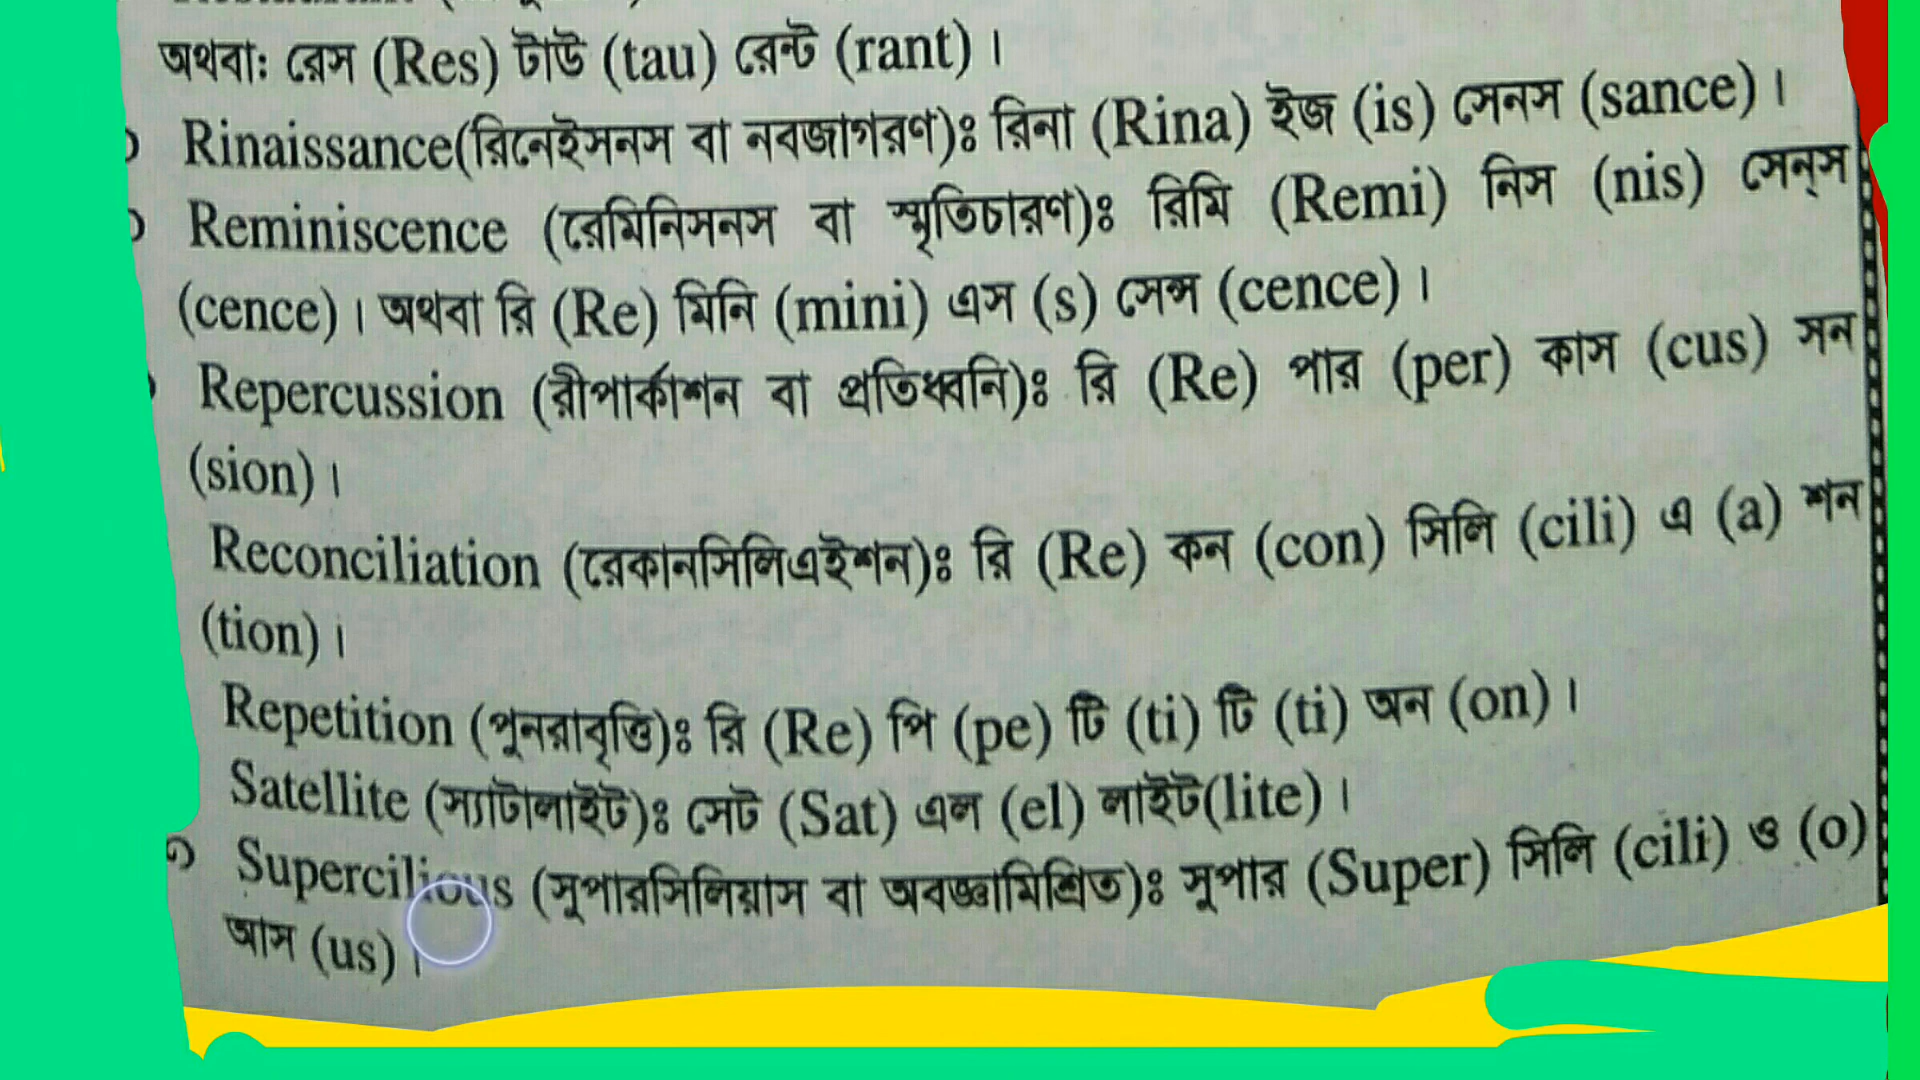 অথবাঃ রেস (Res) টাউ (tau) রেন্ট (rant)।
Rinaissance(রিনেইসনস বা নবজাগরণ)ঃ রিনা (Rina) ইজ (is) সেনস (sance)।
Reminiscence (রেমিনিসনস বা স্মৃতিচারণ)ঃ রিমি (Remi) নিস (nis) সেন্‌স
(cence)। অথবা রি (Re) মিনি (mini) এস (s) সেন্স (cence)।
Repercussion (রীপার্কাশন বা প্রতিধ্বনি)ঃ রি (Re) পার (per) কাস (cus) সন
(sion)।
Reconciliation (রেকানসিলিএইশন)ঃ রি (Re) কন (con) সিলি (cili) এ (a) শন
(tion)।
Repetition (পুনরাবৃত্তি)ঃ রি (Re) পি (pe) টি (ti) টি (ti) অন (on)।
Satellite (স্যাটালাইট)ঃ সেট (Sat) এল (el) লাইট(lite)।
Supercilious (সুপারসিলিয়াস বা অবজ্ঞামিশ্রিত)ঃ সুপার (Super) সিলি (cili) ও (o)
আস (us)।